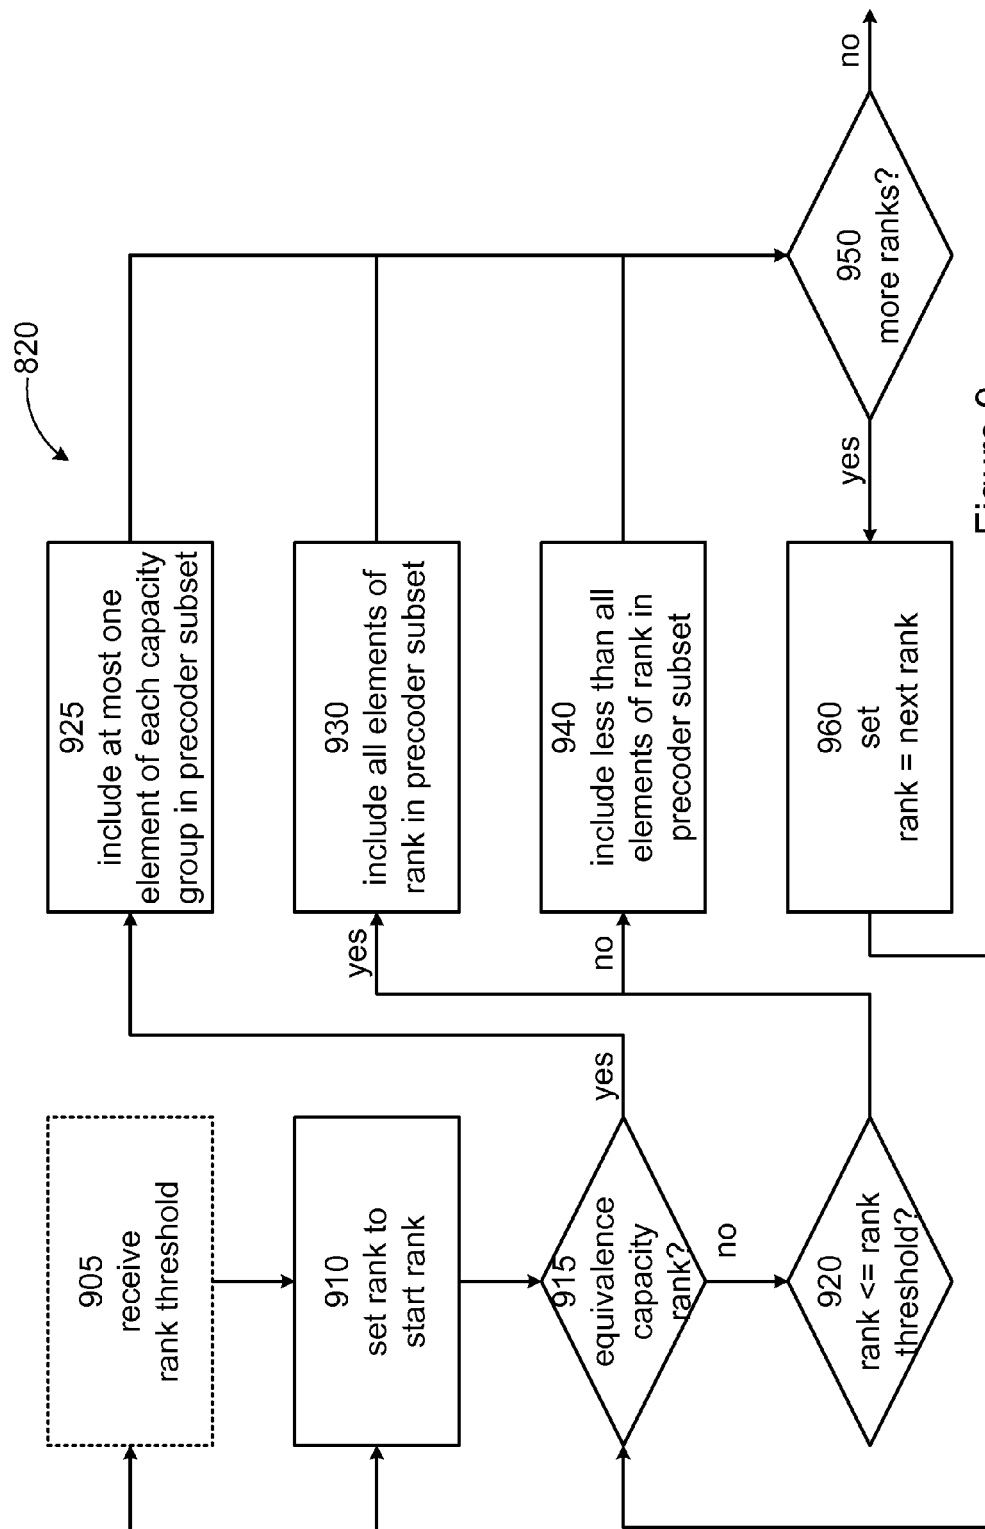 820
905
receive
rank threshold
910
set rank to
start rank
915
equivalence
capacity
rank?
yes
no
920
rank <= rank
threshold?
yes
no
925
include at most one
element of each capacity
group in precoder subset
930
include all elements of
rank in precoder subset
940
include less than all
elements of rank in
precoder subset
950
more ranks?
yes
no
960
set
rank = next rank